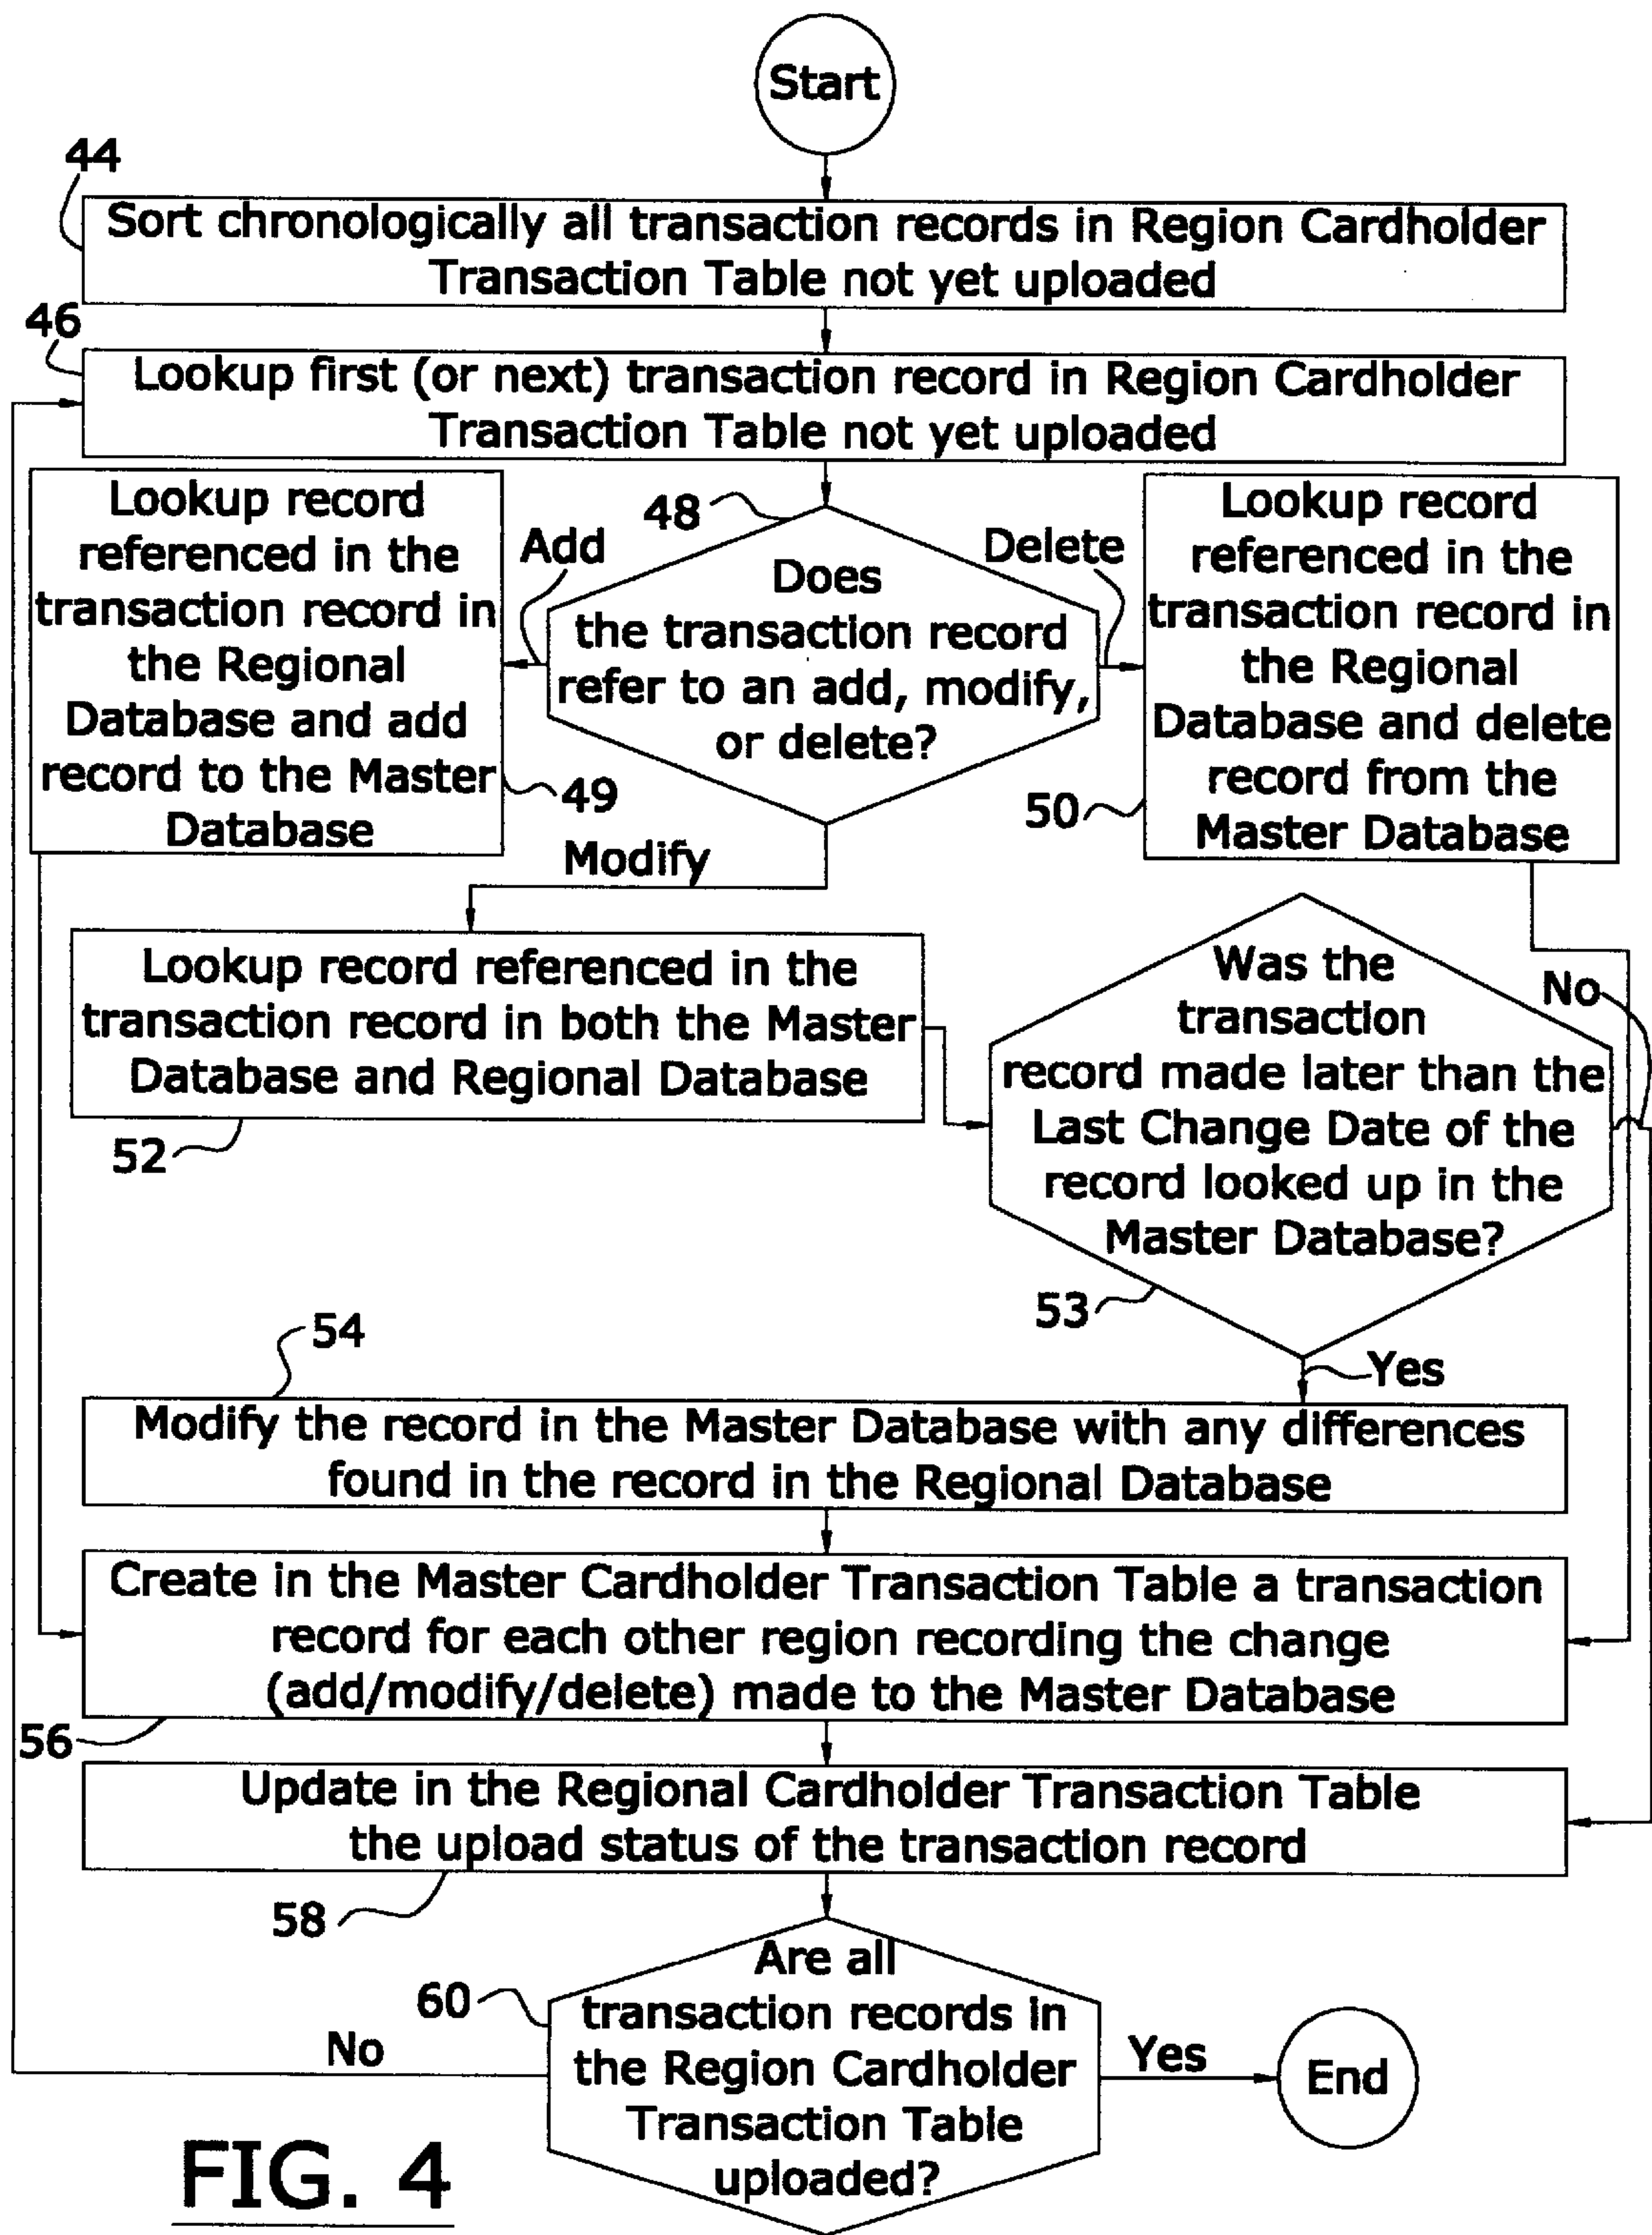 Start
44
Sort chronologically all transaction records in Region Cardholder
Transaction Table not yet uploaded
46
Lookup first (or next) transaction record in Region Cardholder
Transaction Table not yet uploaded
Lookup record
referenced in the
transaction record in
the Regional
Database and add
record to the Master
Database
49
Add
48
Does
the transaction record
refer to an add, modify,
or delete?
Delete
Lookup record
referenced in the
transaction record in
the Regional
Database and delete
record from the
Master Database
50
Modify
Lookup record referenced in the
transaction record in both the Master
Database and Regional Database
52
Was the
transaction
record made later than the
Last Change Date of the
record looked up in the
Master Database?
No
53
Yes
54
Modify the record in the Master Database with any differences
found in the record in the Regional Database
Create in the Master Cardholder Transaction Table a transaction
record for each other region recording the change
(add/modify/delete) made to the Master Database
56
Update in the Regional Cardholder Transaction Table
the upload status of the transaction record
58
60
Are all
transaction records in
the Region Cardholder
Transaction Table
uploaded?
No
Yes
End
FIG. 4